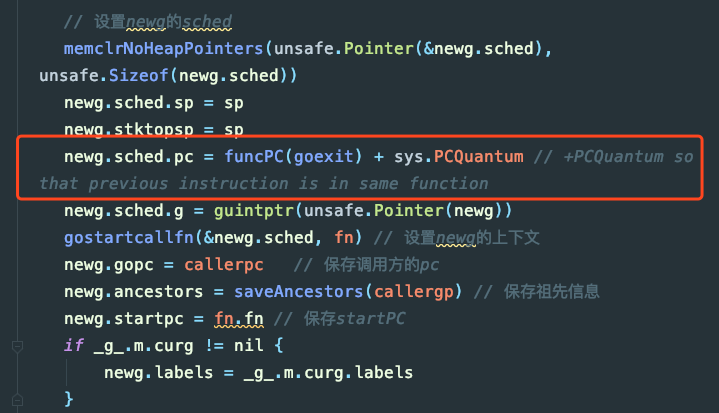 // 设置newg的sched
memclrNoHeapPointers(unsafe.Pointer(&newg.sched),
unsafe.Sizeof(newg.sched))
newg.sched.sp = sp
newg.stktopsp = sp
newg.sched.pc = funcPC(goexit) + sys.PCQuantum // +PCQuantum so
that previous instruction is in same function
newg.sched.g = guintptr(unsafe.Pointer(newg))
gostartcallfn(&newg.sched, fn) // 设置newg的上下文
newg.gopc = callerpc // 保存调用方的pc
newg.ancestors = saveAncestors(callergp) // 保存祖先信息
newg.startpc = fn.fn // 保存startPC
if _g_.m.curg != nil {
newg.labels = _g_.m.curg.labels
}